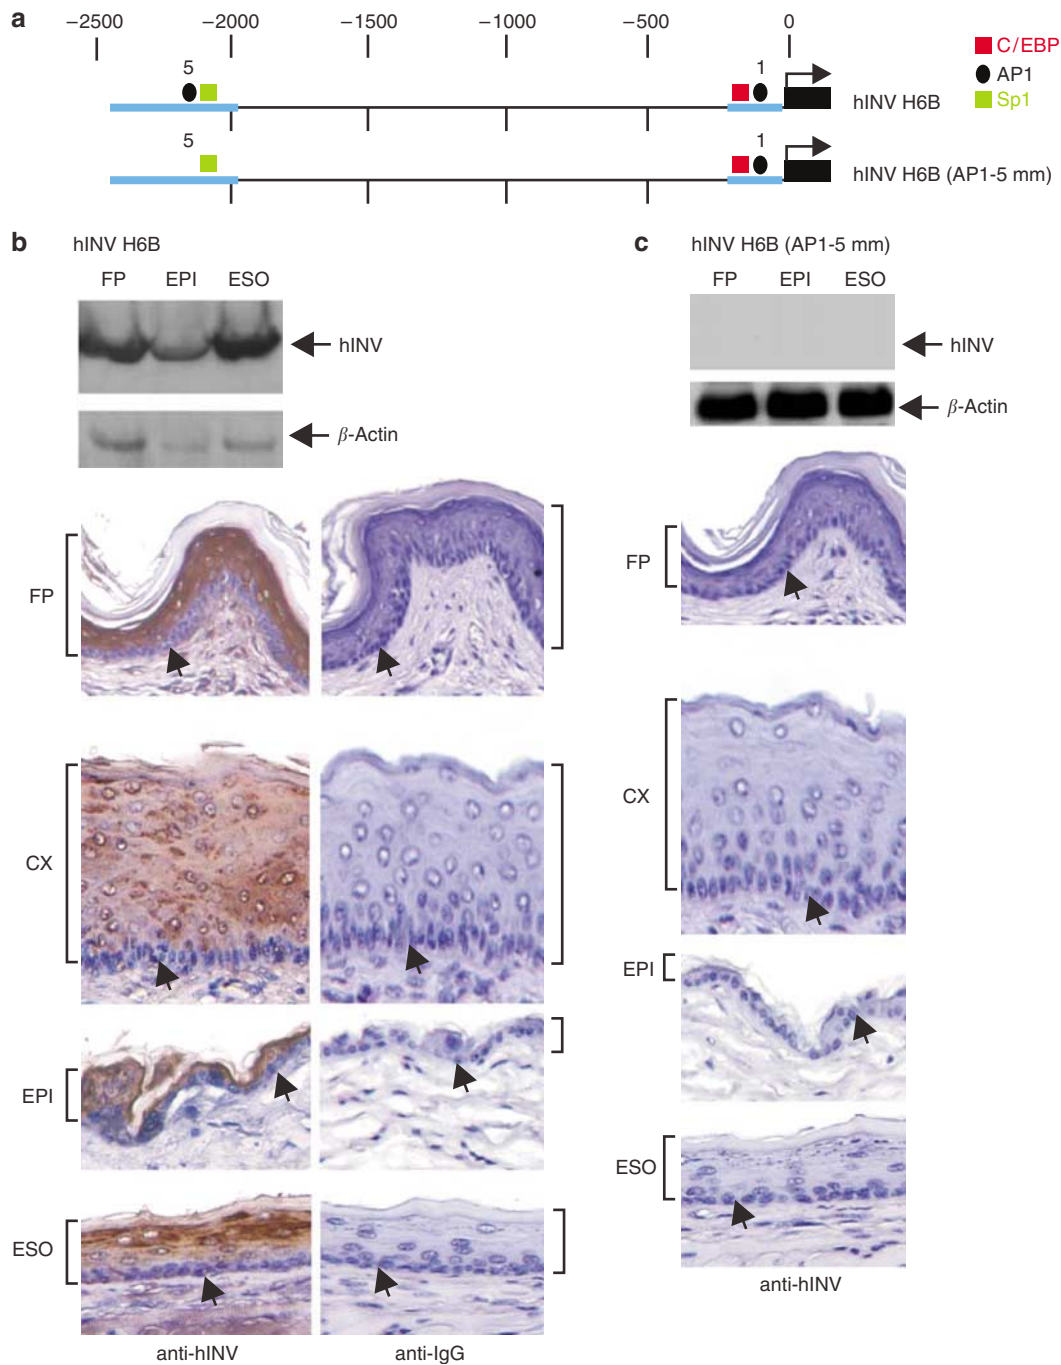 a
−2500 −2000 −1500 −1000 −500 0
C/EBP
AP1
Sp1
5 1
hINV H6B
5 1
hINV H6B (AP1-5 mm)
b hINV H6B
FP EPI ESO
hINV
β-Actin
FP
CX
EPI
ESO
anti-hINV anti-IgG
c hINV H6B (AP1-5 mm)
FP EPI ESO
hINV
β-Actin
FP
CX
EPI
ESO
anti-hINV